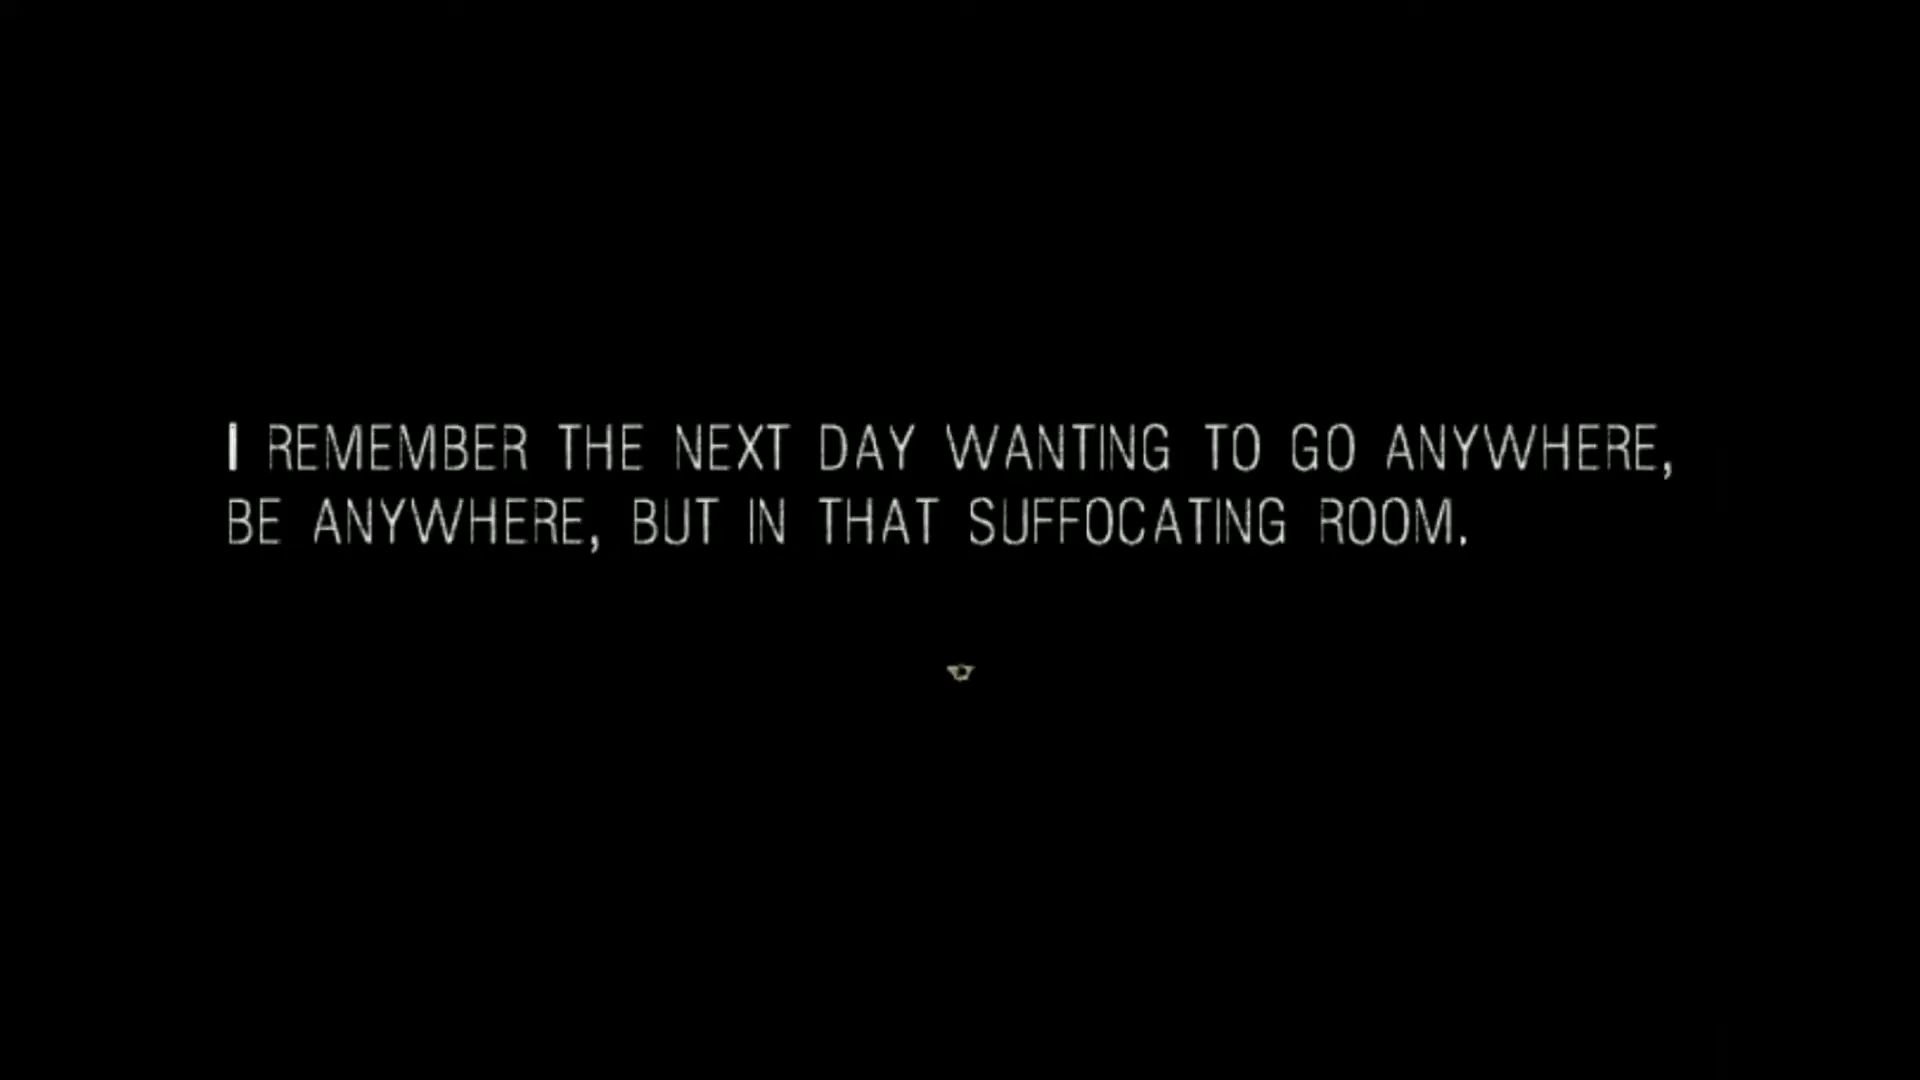 I REMEMBER THE NEXT DAY WANTING TO GO ANYWHERE,
BE ANYWHERE, BUT IN THAT SUFFOCATING ROOM.